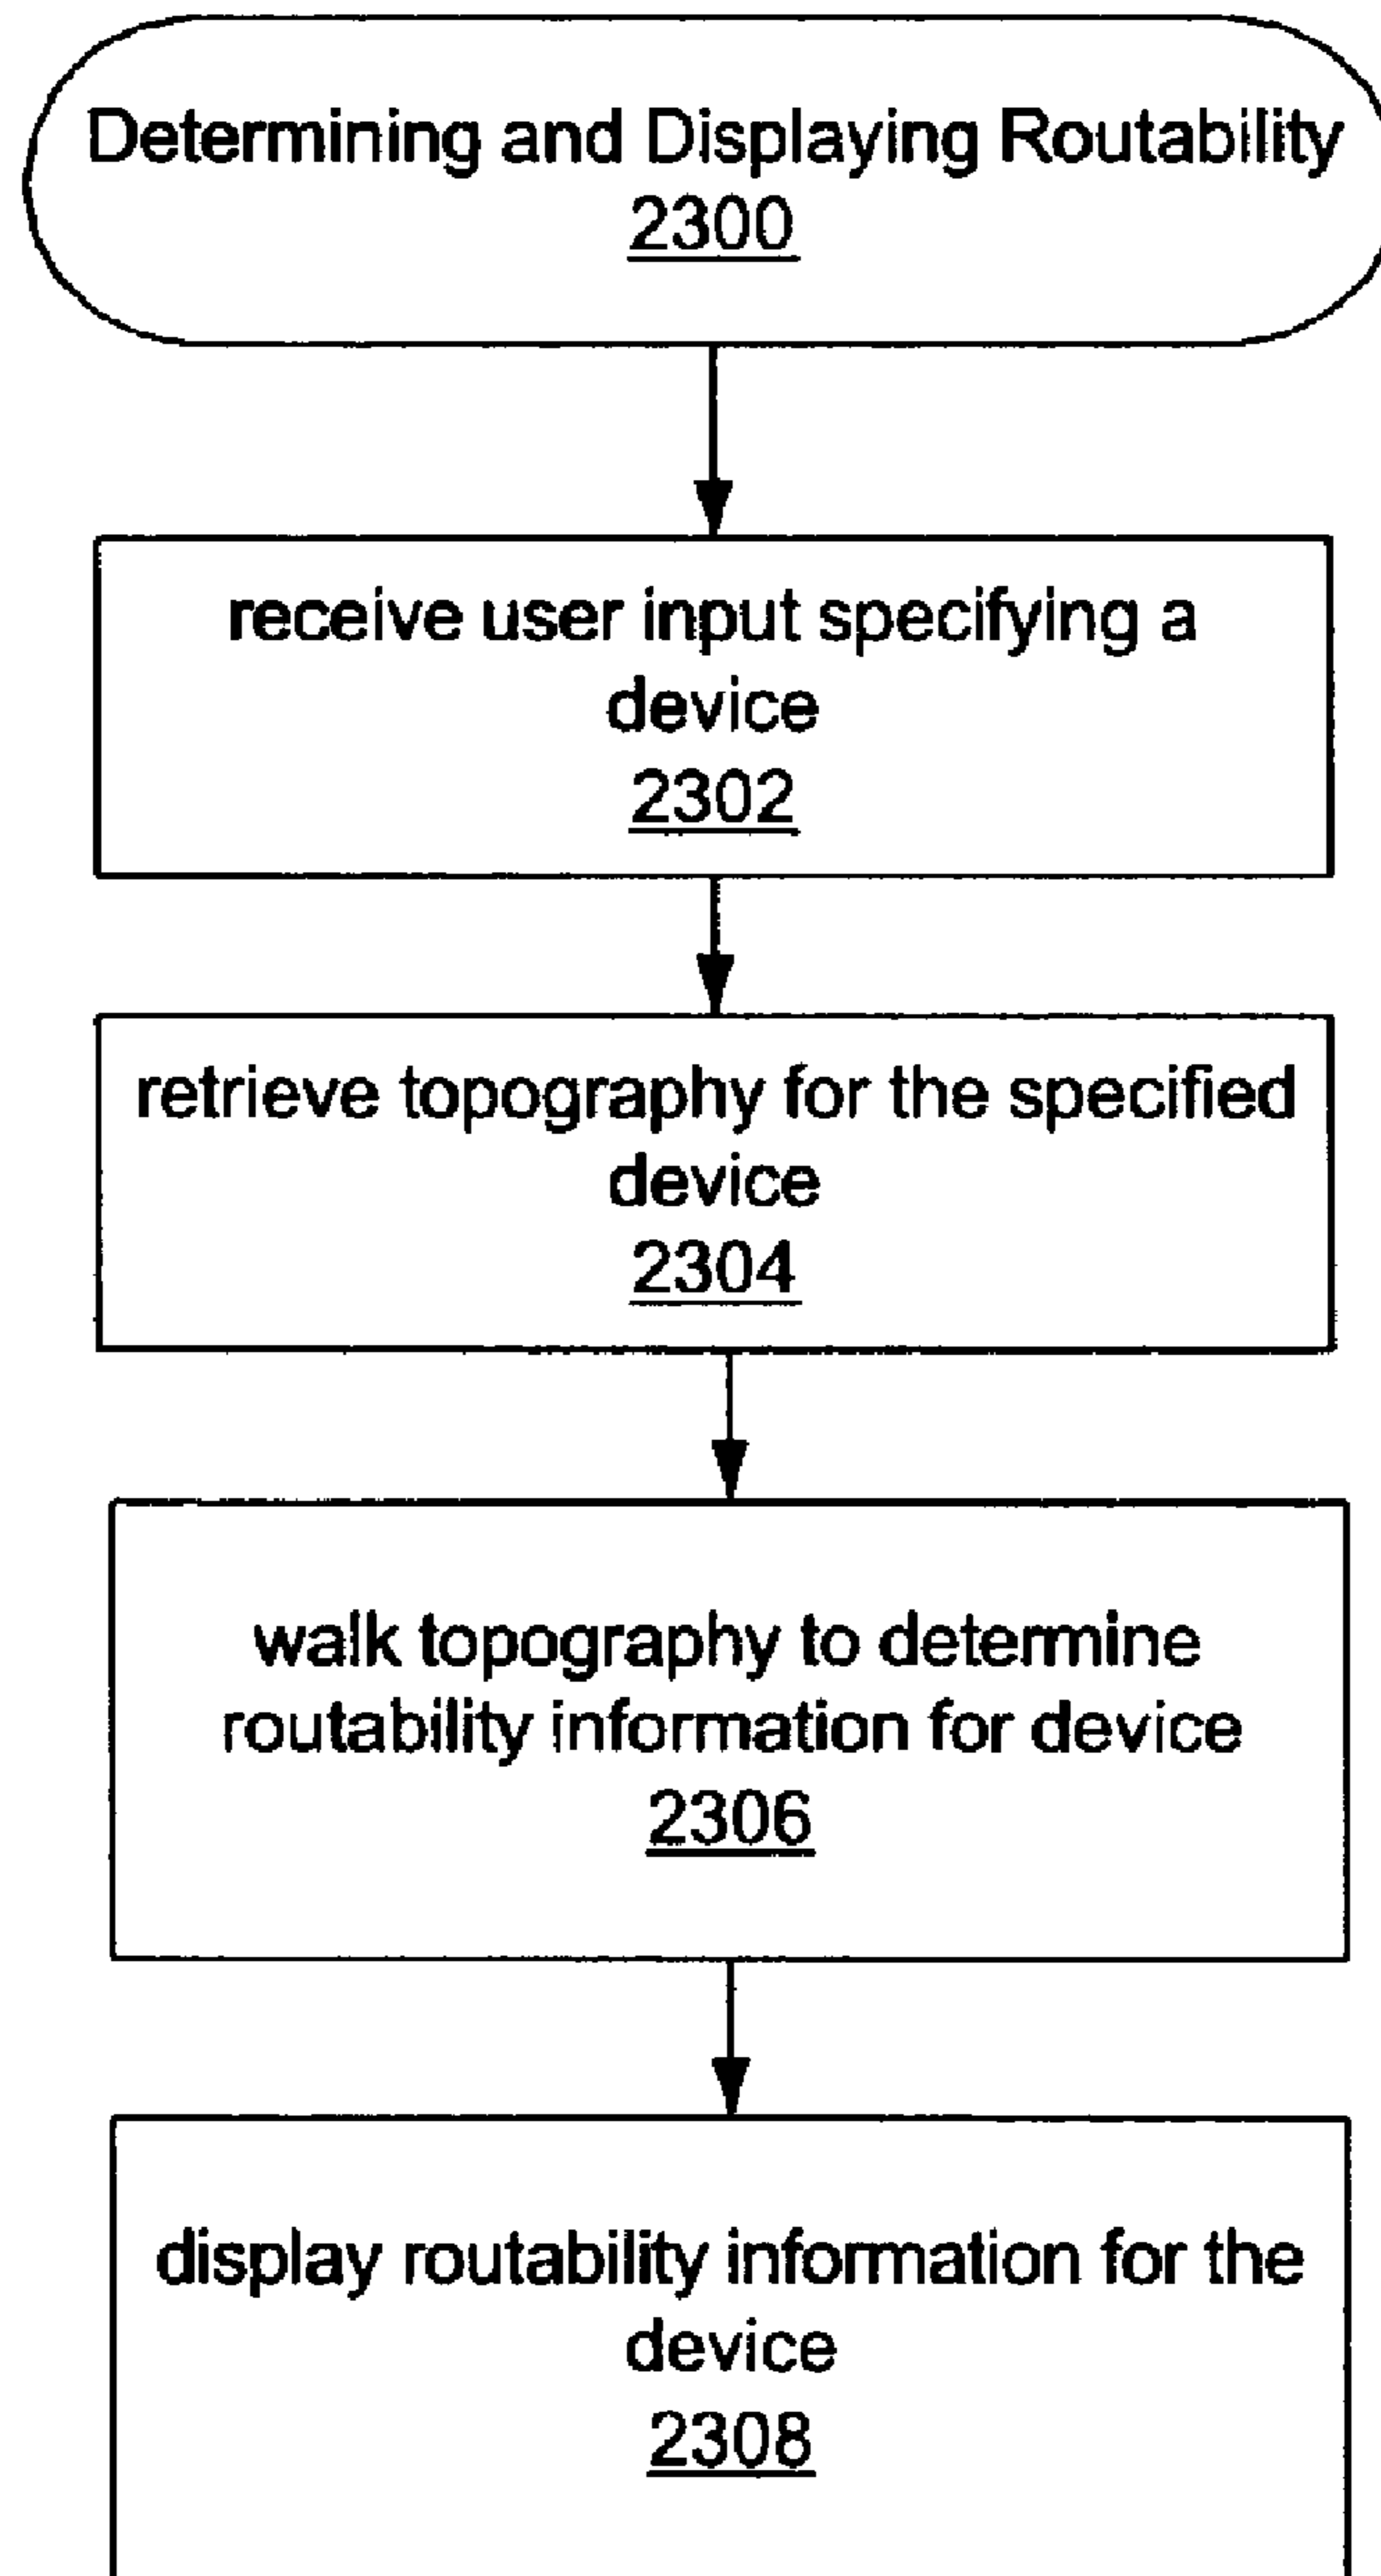 Determining and Displaying Routability
2300
receive user input specifying a
device
2302
retrieve topography for the specified
device
2304
walk topography to determine
routability information for device
2306
display routability information for the
device
2308